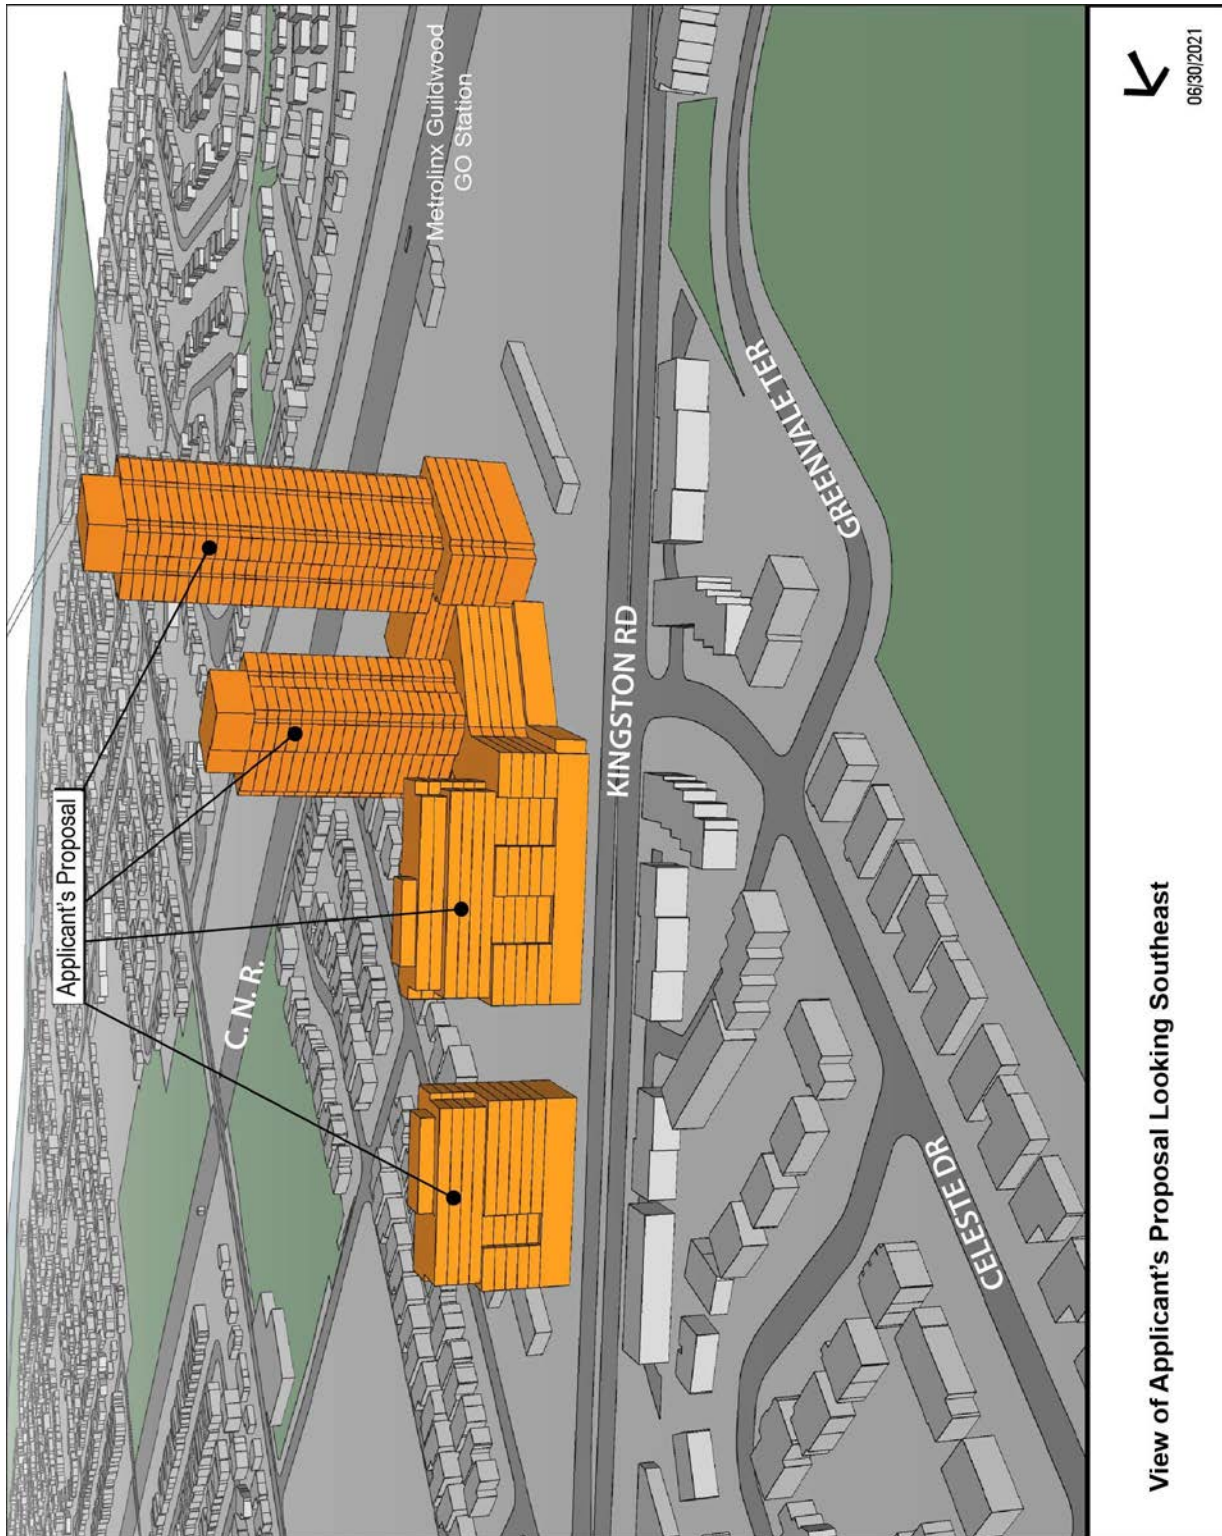 Applicant's Proposal
Metrolinx Guildwood
GO Station
C. N. R.
KINGSTON RD
GREENVALE TER
CELESTE DR
View of Applicant's Proposal Looking Southeast
06/30/2021